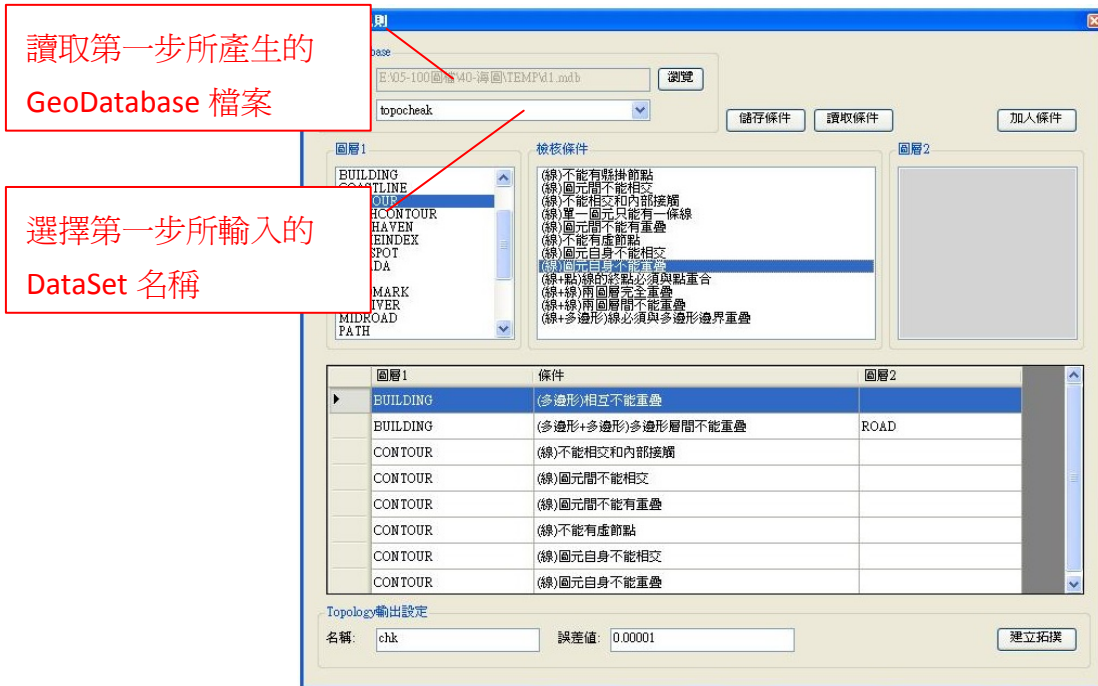 讀取第一步所產生的
GeoDatabase 檔案
選擇第一步所輸入的
DataSet 名稱
則
base
E:\05-100圖檔\40-海圖\TEMP\d1.mdb
瀏覽
topocheak
儲存條件
讀取條件
加入條件
圖層1
BUILDING
COASTLINE
OUR
HCONTOUR
HAVEN
EINDEX
SPOT
DA
MARK
IVER
MIDROAD
PATH
檢核條件
(線)不能有懸掛節點
(線)圖元間不能相交
(線)不能相交和內部接觸
(線)單一圖元只能有一條線
(線)圖元間不能有重疊
(線)不能有虛節點
(線)圖元自身不能相交
(線)圖元自身不能重疊
(線+點)線的終點必須與點重合
(線+線)兩圖層完全重疊
(線+線)兩圖層間不能重疊
(線+多邊形)線必須與多邊形邊界重疊
圖層2
圖層1 條件 圖層2
BUILDING (多邊形)相互不能重疊
BUILDING (多邊形+多邊形)多邊形層間不能重疊 ROAD
CONTOUR (線)不能相交和內部接觸
CONTOUR (線)圖元間不能相交
CONTOUR (線)圖元間不能有重疊
CONTOUR (線)不能有虛節點
CONTOUR (線)圖元自身不能相交
CONTOUR (線)圖元自身不能重疊
Topology輸出設定
名稱: chk 誤差值: 0.00001 建立拓撲